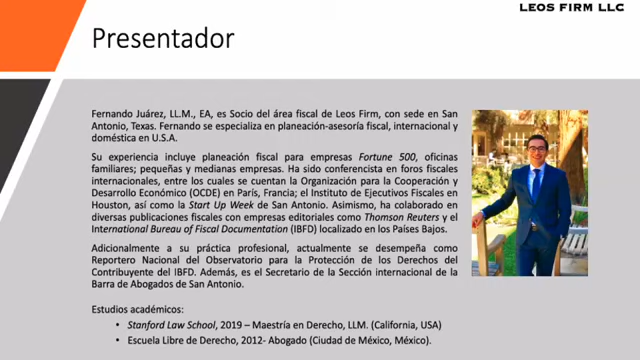 LEOS FIRM LLC
Presentador
Fernando Juárez, LL.M., EA, es Socio del área fiscal de Leos Firm, con sede en San
Antonio, Texas. Fernando se especializa en planeación-asesoría fiscal, internacional y
doméstica en U.S.A.
Su experiencia incluye planeación fiscal para empresas Fortune 500, oficinas
familiares; pequeñas y medianas empresas. Ha sido conferencista en foros fiscales
internacionales, entre los cuales se cuentan la Organización para la Cooperación y
Desarrollo Económico (OCDE) en París, Francia; el Instituto de Ejecutivos Fiscales en
Houston, así como la Start Up Week de San Antonio. Asimismo, ha colaborado en
diversas publicaciones fiscales con empresas editoriales como Thomson Reuters y el
International Bureau of Fiscal Documentation (IBFD) localizado en los Países Bajos.
Adicionalmente a su práctica profesional, actualmente se desempeña como
Reportero Nacional del Observatorio para la Protección de los Derechos del
Contribuyente del IBFD. Además, es el Secretario de la Sección internacional de la
Barra de Abogados de San Antonio.
Estudios académicos:
• Stanford Law School, 2019 – Maestría en Derecho, LLM. (California, USA)
• Escuela Libre de Derecho, 2012- Abogado (Ciudad de México, México).